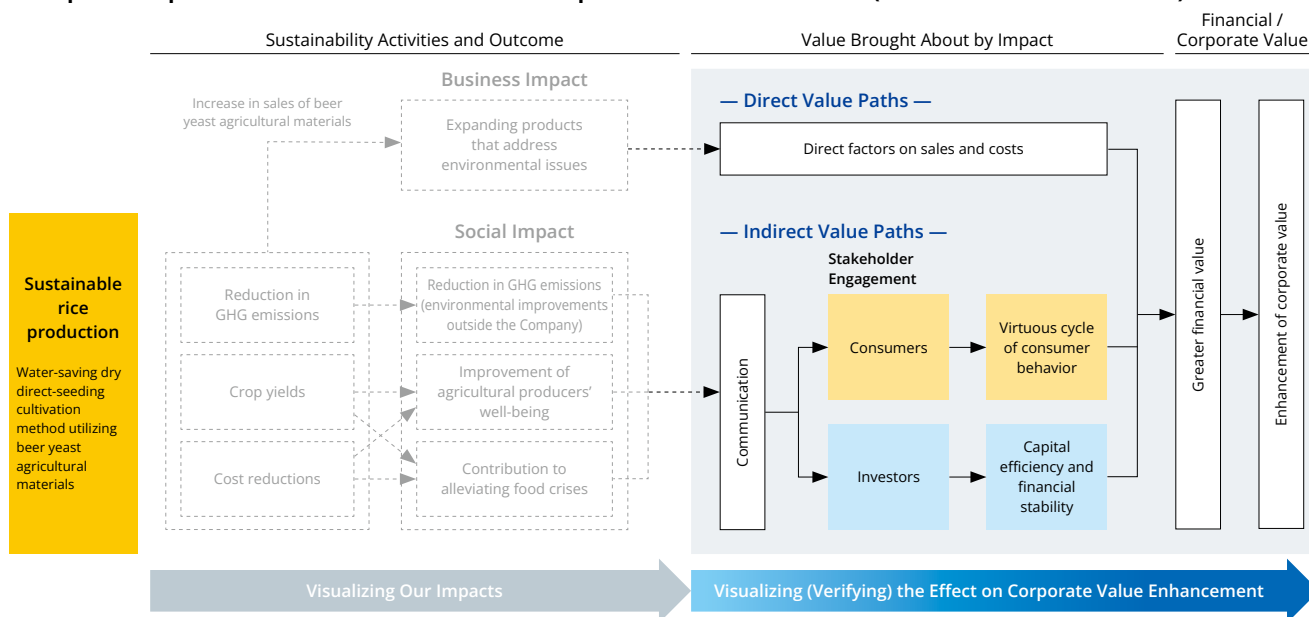 Financial /
Corporate Value
Sustainability Activities and Outcome
Value Brought About by Impact
Business Impact
— Direct Value Paths —
Increase in sales of beer
yeast agricultural materials
Expanding products
that address
environmental issues
Direct factors on sales and costs
Social Impact
— Indirect Value Paths —
Stakeholder
Engagement
Sustainable
rice
production
Water-saving dry
direct-seeding
cultivation
method utilizing
beer yeast
agricultural
materials
Reduction in
GHG emissions
Reduction in GHG emissions
(environmental improvements
outside the Company)
Crop yields
Improvement of
agricultural producers’
well-being
Cost reductions
Contribution to
alleviating food crises
Communication
Consumers
Virtuous cycle
of consumer
behavior
Investors
Capital
efficiency and
financial
stability
Greater financial value
Enhancement of corporate value
Visualizing Our Impacts
Visualizing (Verifying) the Effect on Corporate Value Enhancement